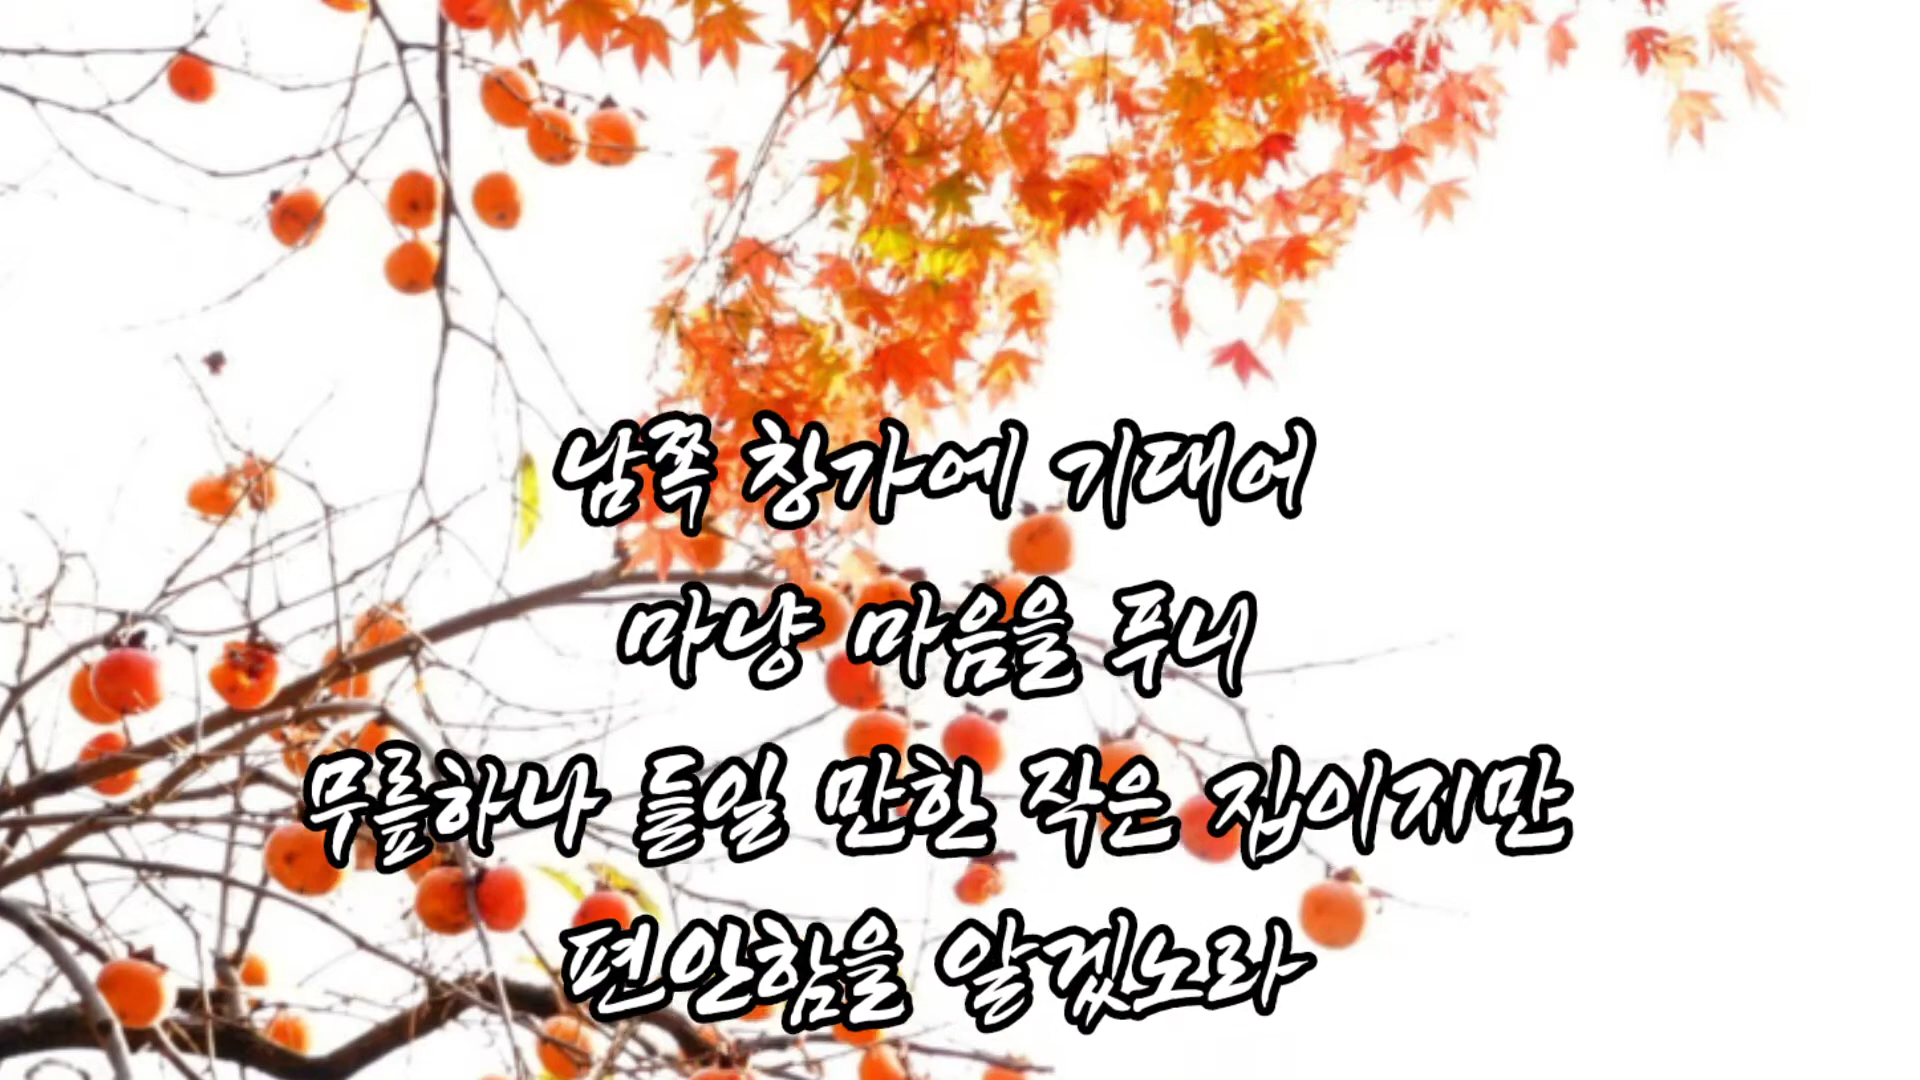 남쪽 창가에 기대어
마냥 마음을 푸니
무릎하나 들일 만한 작은 집이지만
편안함을 알겠노라